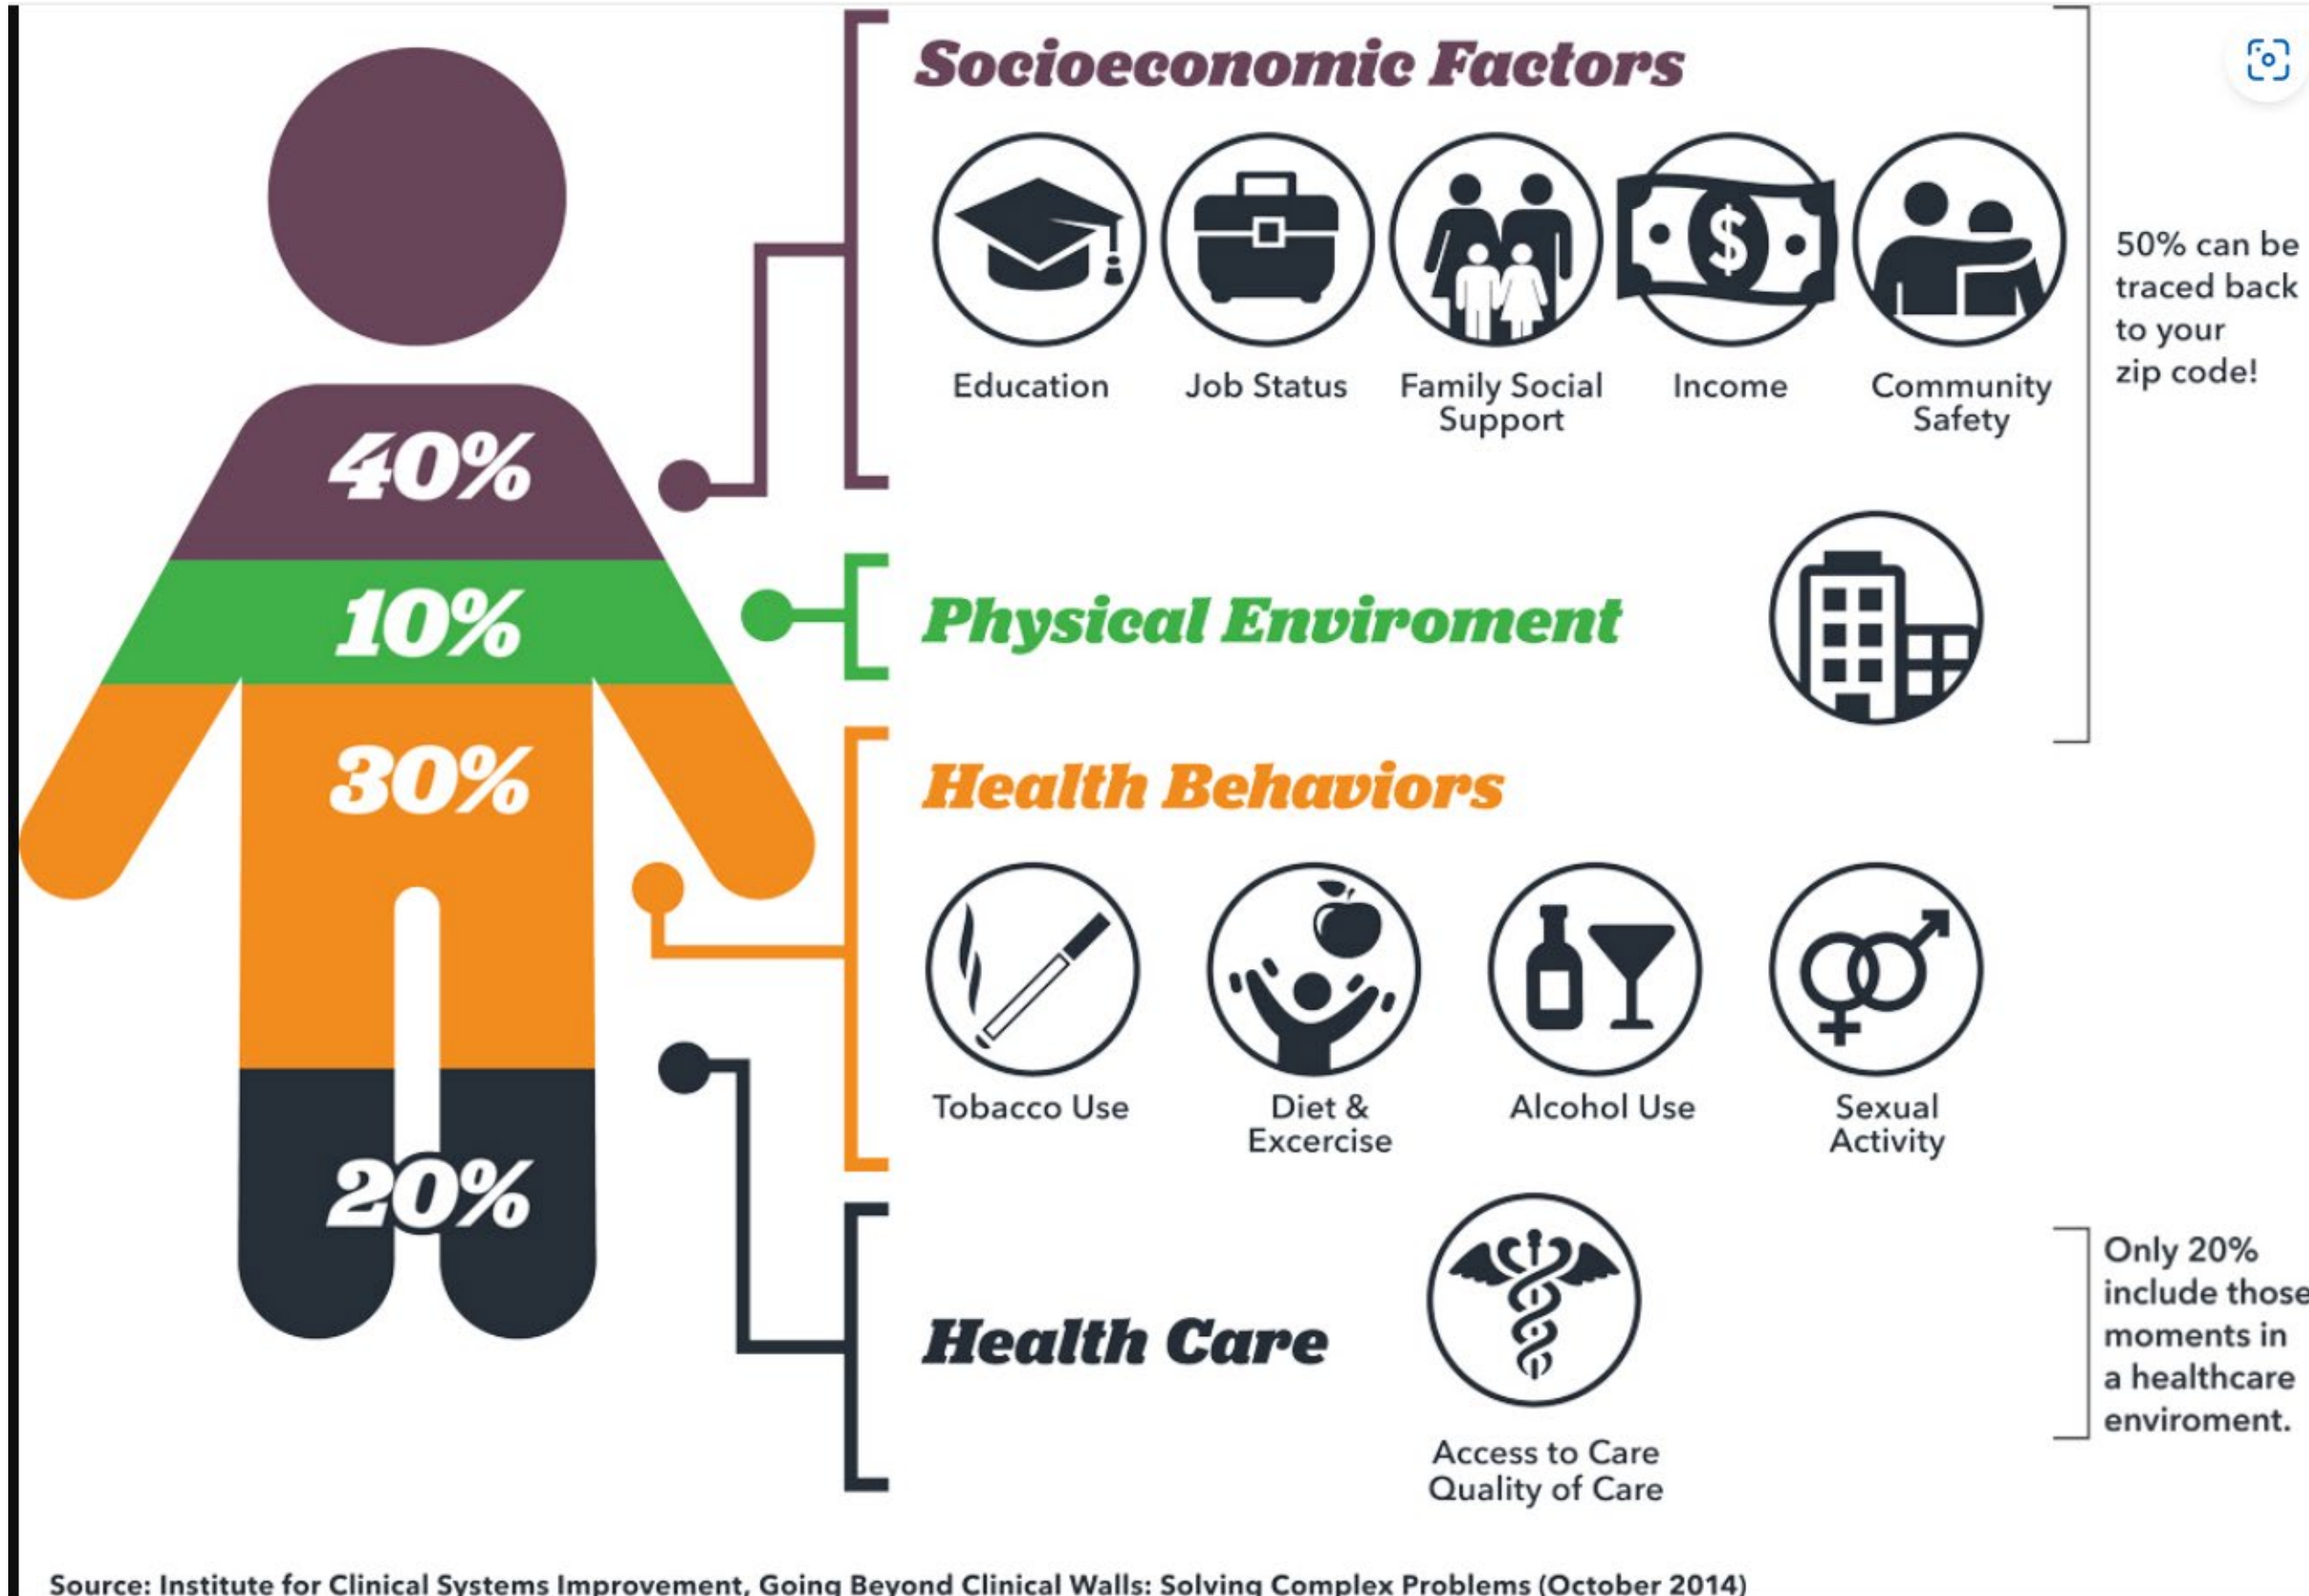 Socioeconomic Factors
Education
Job Status
Family Social
Support
Income
Community
Safety
50% can be
traced back
to your
zip code!
40%
10%
Physical Enviroment
30%
Health Behaviors
Tobacco Use
Diet &
Excercise
Alcohol Use
Sexual
Activity
20%
Health Care
Access to Care
Quality of Care
Only 20%
include those
moments in
a healthcare
enviroment.
Source: Institute for Clinical Systems Improvement, Going Beyond Clinical Walls: Solving Complex Problems (October 2014)